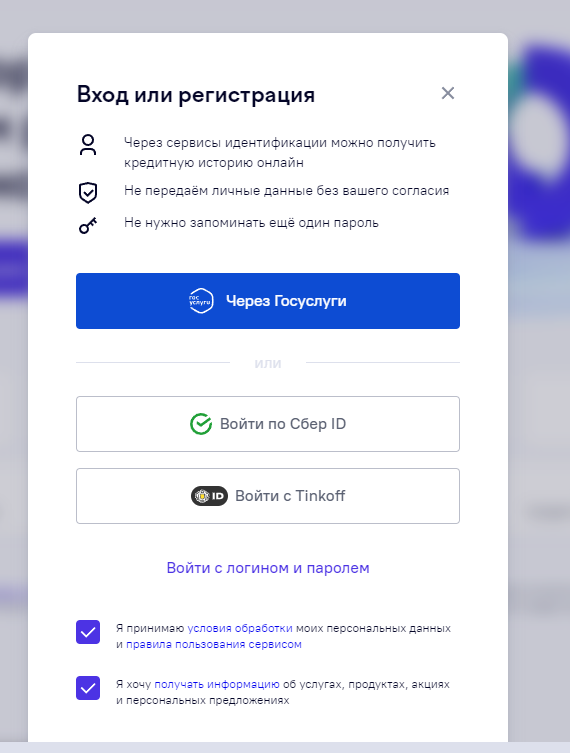 Вход или регистрация
Через сервисы идентификации можно получить
кредитную историю онлайн
Не передаём личные данные без вашего согласия
Не нужно запоминать ещё один пароль
гос
услуги
Через Госуслуги
или
Войти по Сбер ID
ID Войти с Tinkoff
Войти с логином и паролем
Я принимаю условия обработки моих персональных данных
и правила пользования сервисом
Я хочу получать информацию об услугах, продуктах, акциях
и персональных предложениях